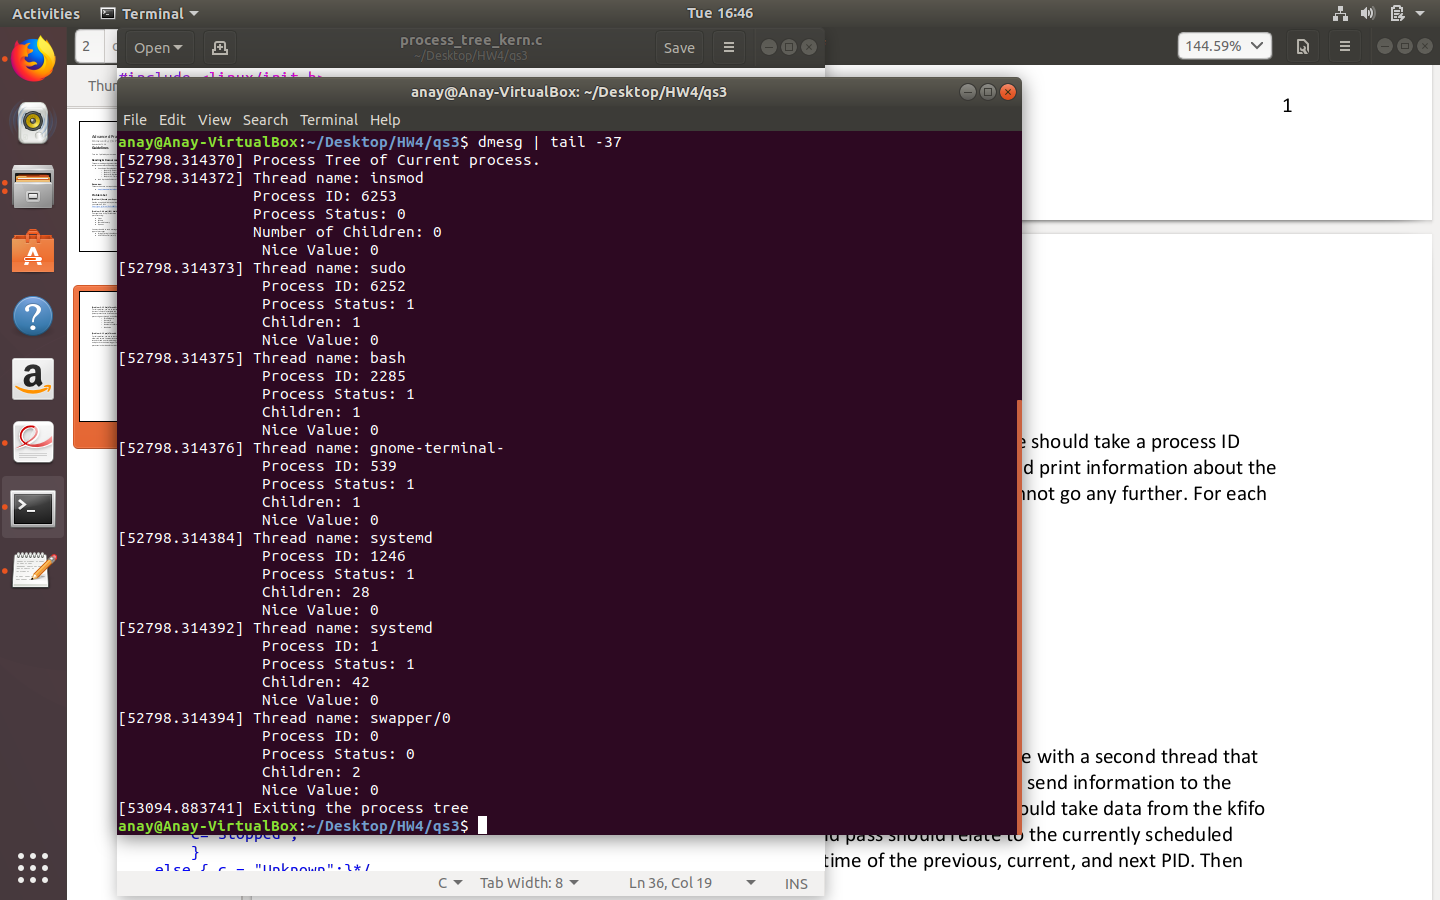 Activities Terminal Tue 16:46
2 Open process_tree_kern.c Save 144.59%
~/Desktop/HW4/qs3
Thu
#include <linux/init.h>
anay@Anay-VirtualBox: ~/Desktop/HW4/qs3
1
File Edit View Search Terminal Help
anay@Anay-VirtualBox:~/Desktop/HW4/qs3$ dmesg | tail -37
[52798.314370] Process Tree of Current process.
[52798.314372] Thread name: insmod
Process ID: 6253
Process Status: 0
Number of Children: 0
Nice Value: 0
[52798.314373] Thread name: sudo
Process ID: 6252
Process Status: 1
Children: 1
Nice Value: 0
[52798.314375] Thread name: bash
Process ID: 2285
Process Status: 1
Children: 1
Nice Value: 0
[52798.314376] Thread name: gnome-terminal-
Process ID: 539
Process Status: 1
Children: 1
Nice Value: 0
[52798.314384] Thread name: systemd
Process ID: 1246
Process Status: 1
Children: 28
Nice Value: 0
[52798.314392] Thread name: systemd
Process ID: 1
Process Status: 1
Children: 42
Nice Value: 0
[52798.314394] Thread name: swapper/0
Process ID: 0
Process Status: 0
Children: 2
Nice Value: 0
[53094.883741] Exiting the process tree
anay@Anay-VirtualBox:~/Desktop/HW4/qs3$
e should take a process ID
d print information about the
nnot go any further. For each
e with a second thread that
send information to the
ould take data from the kfifo
d pass should relate to the currently scheduled
time of the previous, current, and next PID. Then
c="Stopped";
}
else { c = "Unknown";}*/
C Tab Width: 8 Ln 36, Col 19 INS